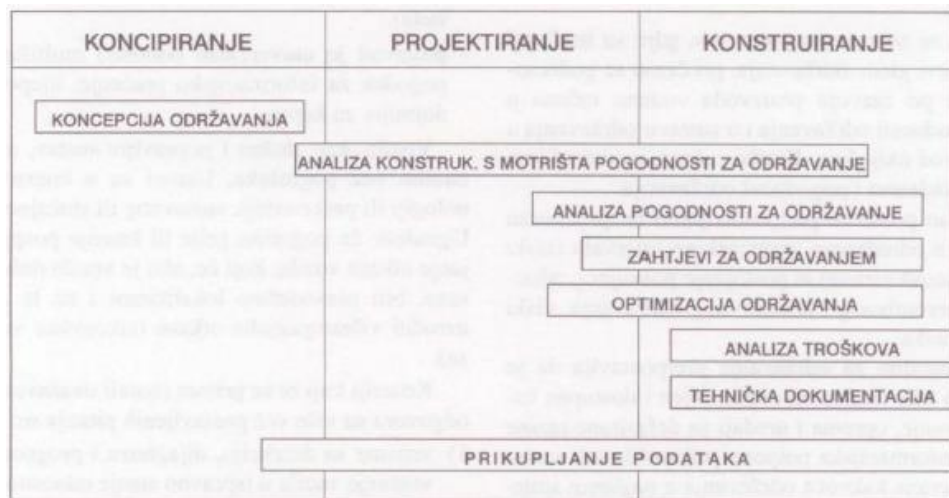 KONCIPIRANJE
PROJEKTIRANJE
KONSTRUIRANJE
KONCEPCIJA ODRŽAVANJA
ANALIZA KONSTRUK. S MOTRIŠTA POGODNOSTI ZA ODRŽAVANJE
ANALIZA POGODNOSTI ZA ODRŽAVANJE
ZAHTJEVI ZA ODRŽAVANJEM
OPTIMIZACIJA ODRŽAVANJA
ANALIZA TROŠKOVA
TEHNIČKA DOKUMENTACIJA
PRIKUPLJANJE PODATAKA